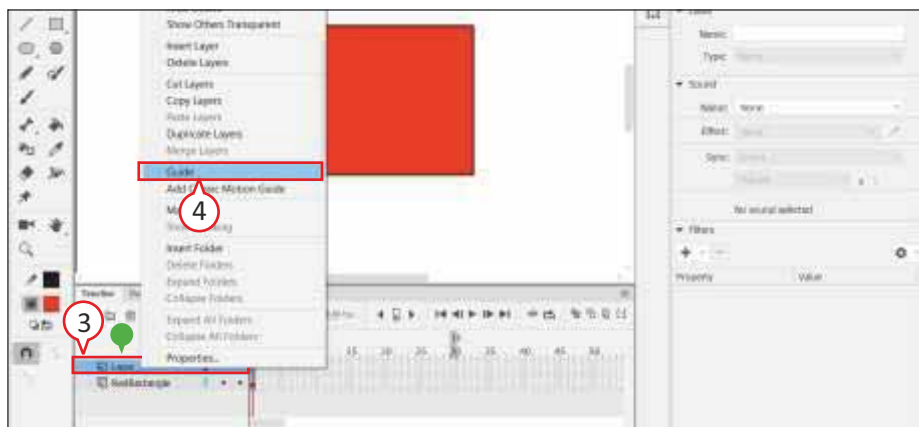 Show Others Transparent
Insert Layer
Delete Layers
Cut Layers
Copy Layers
Paste Layers
Duplicate Layers
Merge Layers
Guide
Add Classic Motion Guide
4
Insert Folder
Delete Folders
Expand Folders
Collapse Folders
Expand All Folders
Collapse All Folders
Properties...
Name:
Type:
Sound
Name: None
Effect:
Sync:
No sound selected
Filters
Property Value
Timeline
3
RedRectangle